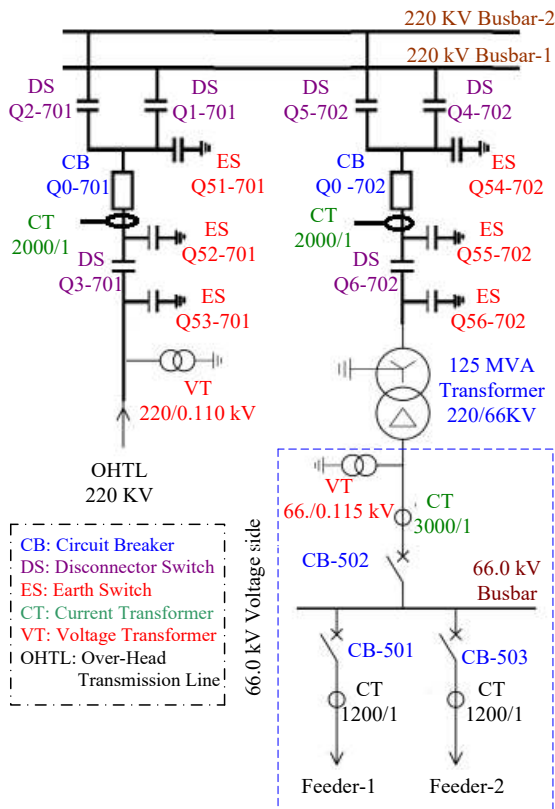 220 KV Busbar-2
220 kV Busbar-1
DS
Q2-701
DS
Q1-701
DS
Q5-702
DS
Q4-702
CB
Q0-701
ES
Q51-701
CB
Q0 -702
ES
Q54-702
CT
2000/1
ES
Q52-701
CT
2000/1
ES
Q55-702
DS
Q3-701
ES
Q53-701
DS
Q6-702
ES
Q56-702
VT
220/0.110 kV
125 MVA
Transformer
220/66KV
OHTL
220 KV
VT
66./0.115 kV
CT
3000/1
CB: Circuit Breaker
DS: Disconnector Switch
ES: Earth Switch
CT: Current Transformer
VT: Voltage Transformer
OHTL: Over-Head
Transmission Line
66.0 kV Voltage side
CB-502
66.0 kV
Busbar
CB-501
CB-503
CT
1200/1
CT
1200/1
Feeder-1
Feeder-2